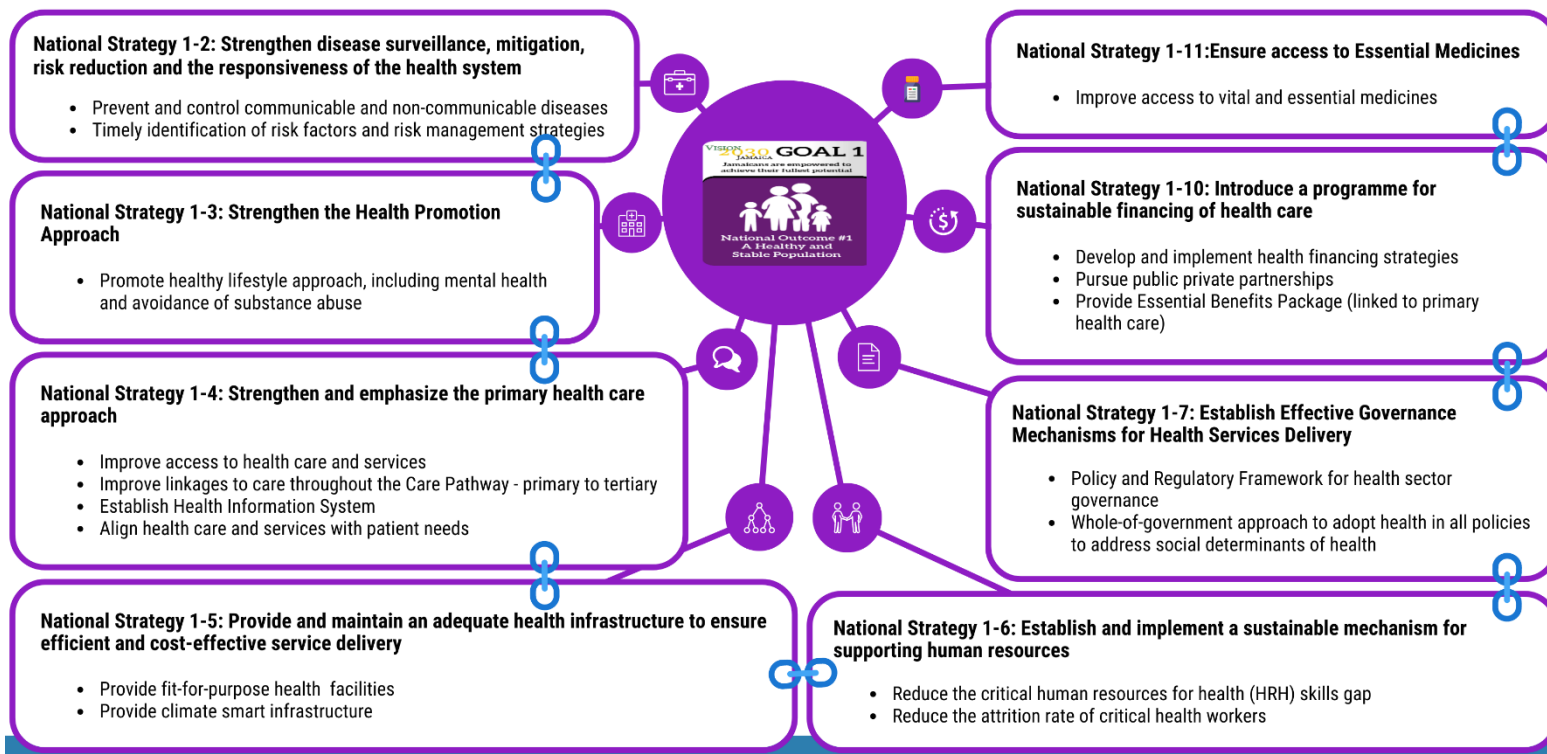 National Strategy 1-2: Strengthen disease surveillance, mitigation,
risk reduction and the responsiveness of the health system
• Prevent and control communicable and non-communicable diseases
• Timely identification of risk factors and risk management strategies
National Strategy 1-3: Strengthen the Health Promotion
Approach
• Promote healthy lifestyle approach, including mental health
and avoidance of substance abuse
National Strategy 1-4: Strengthen and emphasize the primary health care
approach
• Improve access to health care and services
• Improve linkages to care throughout the Care Pathway - primary to tertiary
• Establish Health Information System
• Align health care and services with patient needs
National Strategy 1-5: Provide and maintain an adequate health infrastructure to ensure
efficient and cost-effective service delivery
• Provide fit-for-purpose health facilities
• Provide climate smart infrastructure
VISION
2030
JAMAICA
GOAL 1
Jamaicans are empowered to
achieve their fullest potential
National Outcome #1
A Healthy and
Stable Population
National Strategy 1-11:Ensure access to Essential Medicines
• Improve access to vital and essential medicines
National Strategy 1-10: Introduce a programme for
sustainable financing of health care
• Develop and implement health financing strategies
• Pursue public private partnerships
• Provide Essential Benefits Package (linked to primary
health care)
National Strategy 1-7: Establish Effective Governance
Mechanisms for Health Services Delivery
• Policy and Regulatory Framework for health sector
governance
• Whole-of-government approach to adopt health in all policies
to address social determinants of health
National Strategy 1-6: Establish and implement a sustainable mechanism for
supporting human resources
• Reduce the critical human resources for health (HRH) skills gap
• Reduce the attrition rate of critical health workers